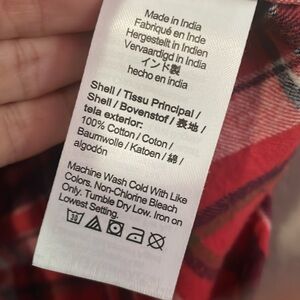 Made in India
Fabriqué en Inde
Hergestellt in Indien
Vervaardigd in India
インド製
hecho en India
Shell / Tissu Principal /
Shell / Bovenstof / 表地 /
tela exterior:
100% Cotton / Coton /
Baumwolle / Katoen / 綿 /
algodón
Machine Wash Cold With Like
Colors. Non-Chlorine Bleach
Only. Tumble Dry Low. Iron on
Lowest Setting.
30